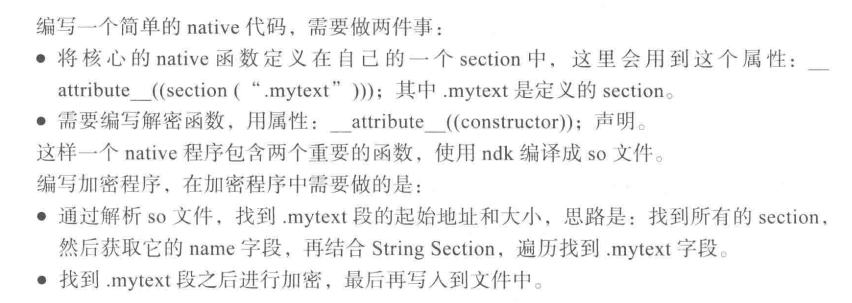 编写一个简单的 native 代码，需要做两件事：
● 将核心的 native 函数定义在自己的一个 section 中，这里会用到这个属性：__
attribute__((section (“.mytext”)))；其中 .mytext 是定义的 section。
● 需要编写解密函数，用属性：__attribute__((constructor))；声明。
这样一个 native 程序包含两个重要的函数，使用 ndk 编译成 so 文件。
编写加密程序，在加密程序中需要做的是：
● 通过解析 so 文件，找到 .mytext 段的起始地址和大小，思路是：找到所有的 section，
然后获取它的 name 字段，再结合 String Section，遍历找到 .mytext 字段。
● 找到 .mytext 段之后进行加密，最后再写入到文件中。